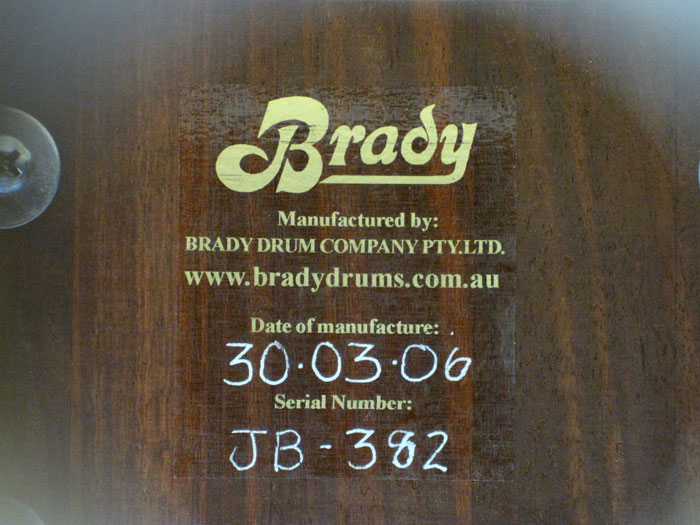 Brady
Manufactured by:
BRADY DRUM COMPANY PTY.LTD.
www.bradydrums.com.au
Date of manufacture:
30·03·06
Serial Number:
JB-382